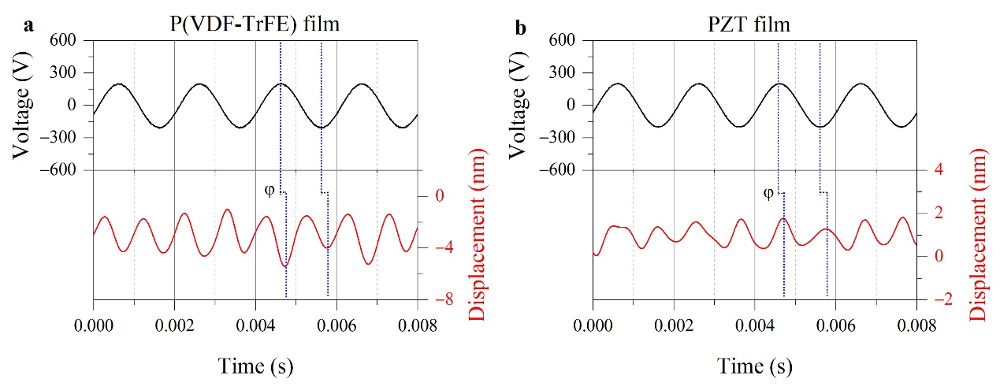 a
P(VDF-TrFE) film
600
300
0
−300
−600
Voltage (V)
φ
0
−4
−8
Displacement (nm)
0.000
0.002
0.004
0.006
0.008
Time (s)
b
PZT film
600
300
0
−300
−600
Voltage (V)
φ
4
2
0
−2
Displacement (nm)
0.000
0.002
0.004
0.006
0.008
Time (s)